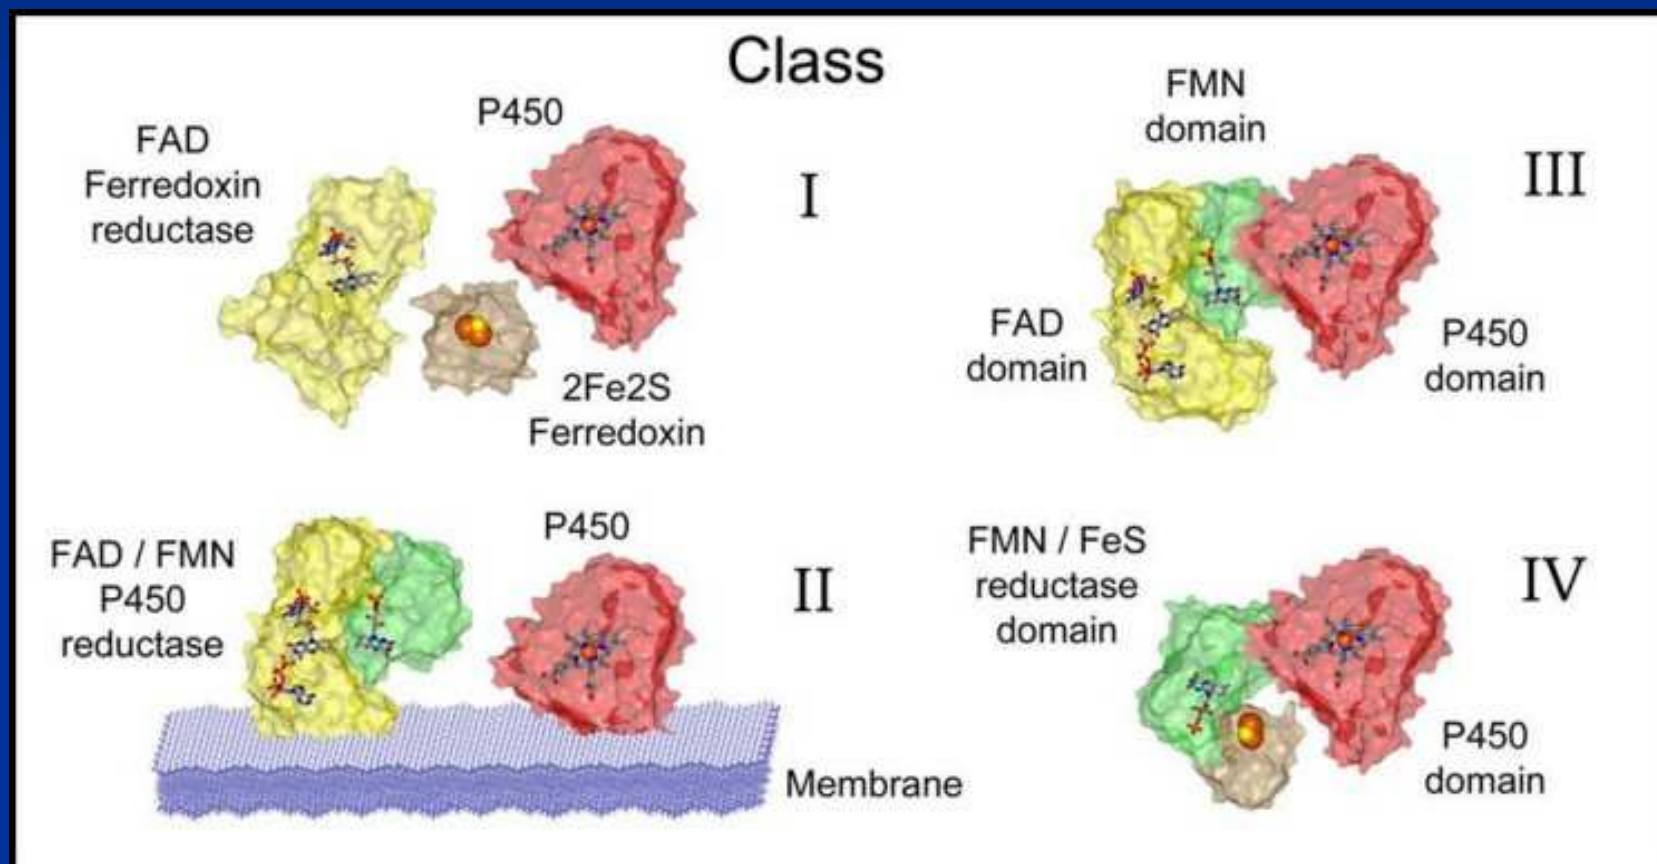 Class
FAD
Ferredoxin
reductase
P450
I
2Fe2S
Ferredoxin
FMN
domain
III
FAD
domain
P450
domain
FAD / FMN
P450
reductase
P450
II
Membrane
FMN / FeS
reductase
domain
IV
P450
domain